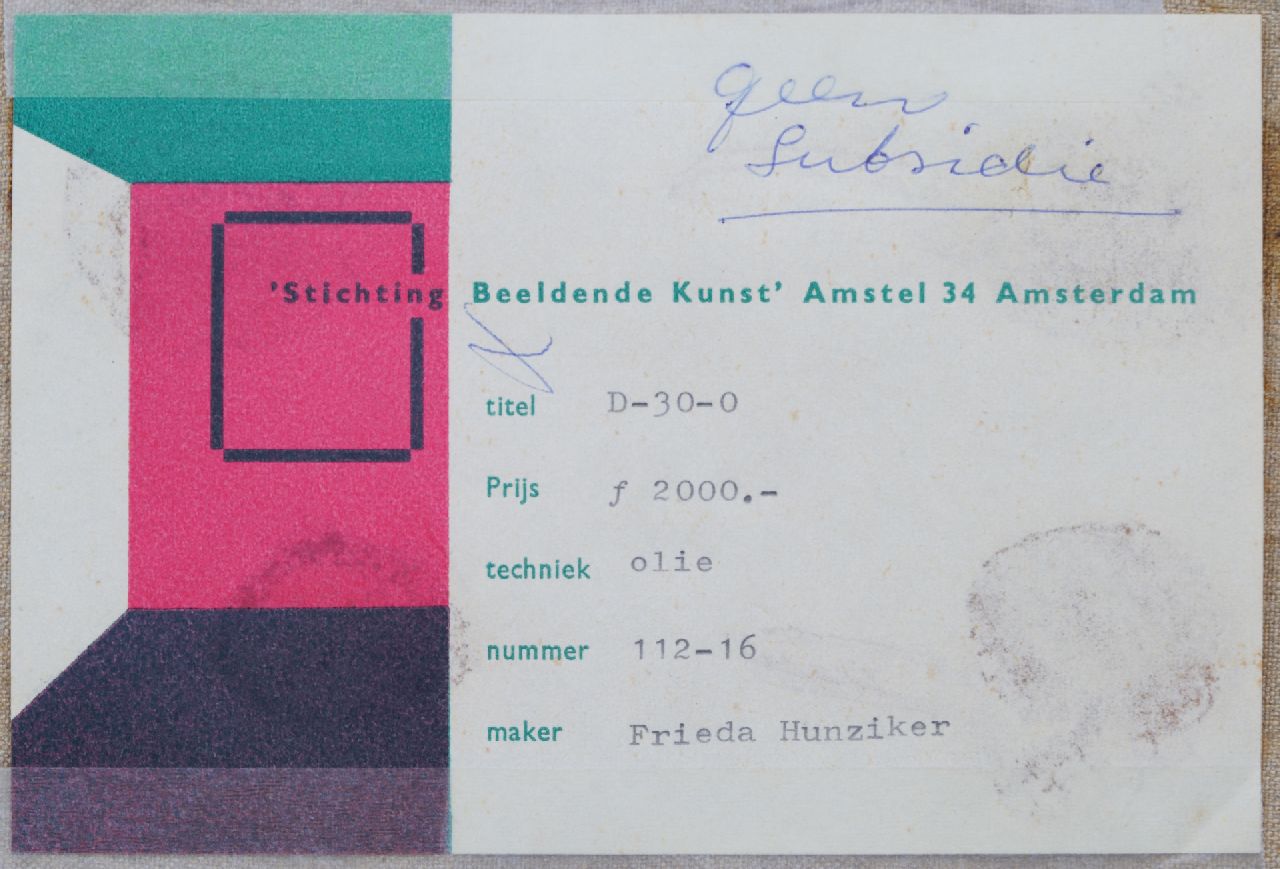 geen
Subsidie
'Stichting Beeldende Kunst' Amstel 34 Amsterdam
titel D-30-O
Prijs f 2000.-
techniek olie
nummer 112-16
maker Frieda Hunziker